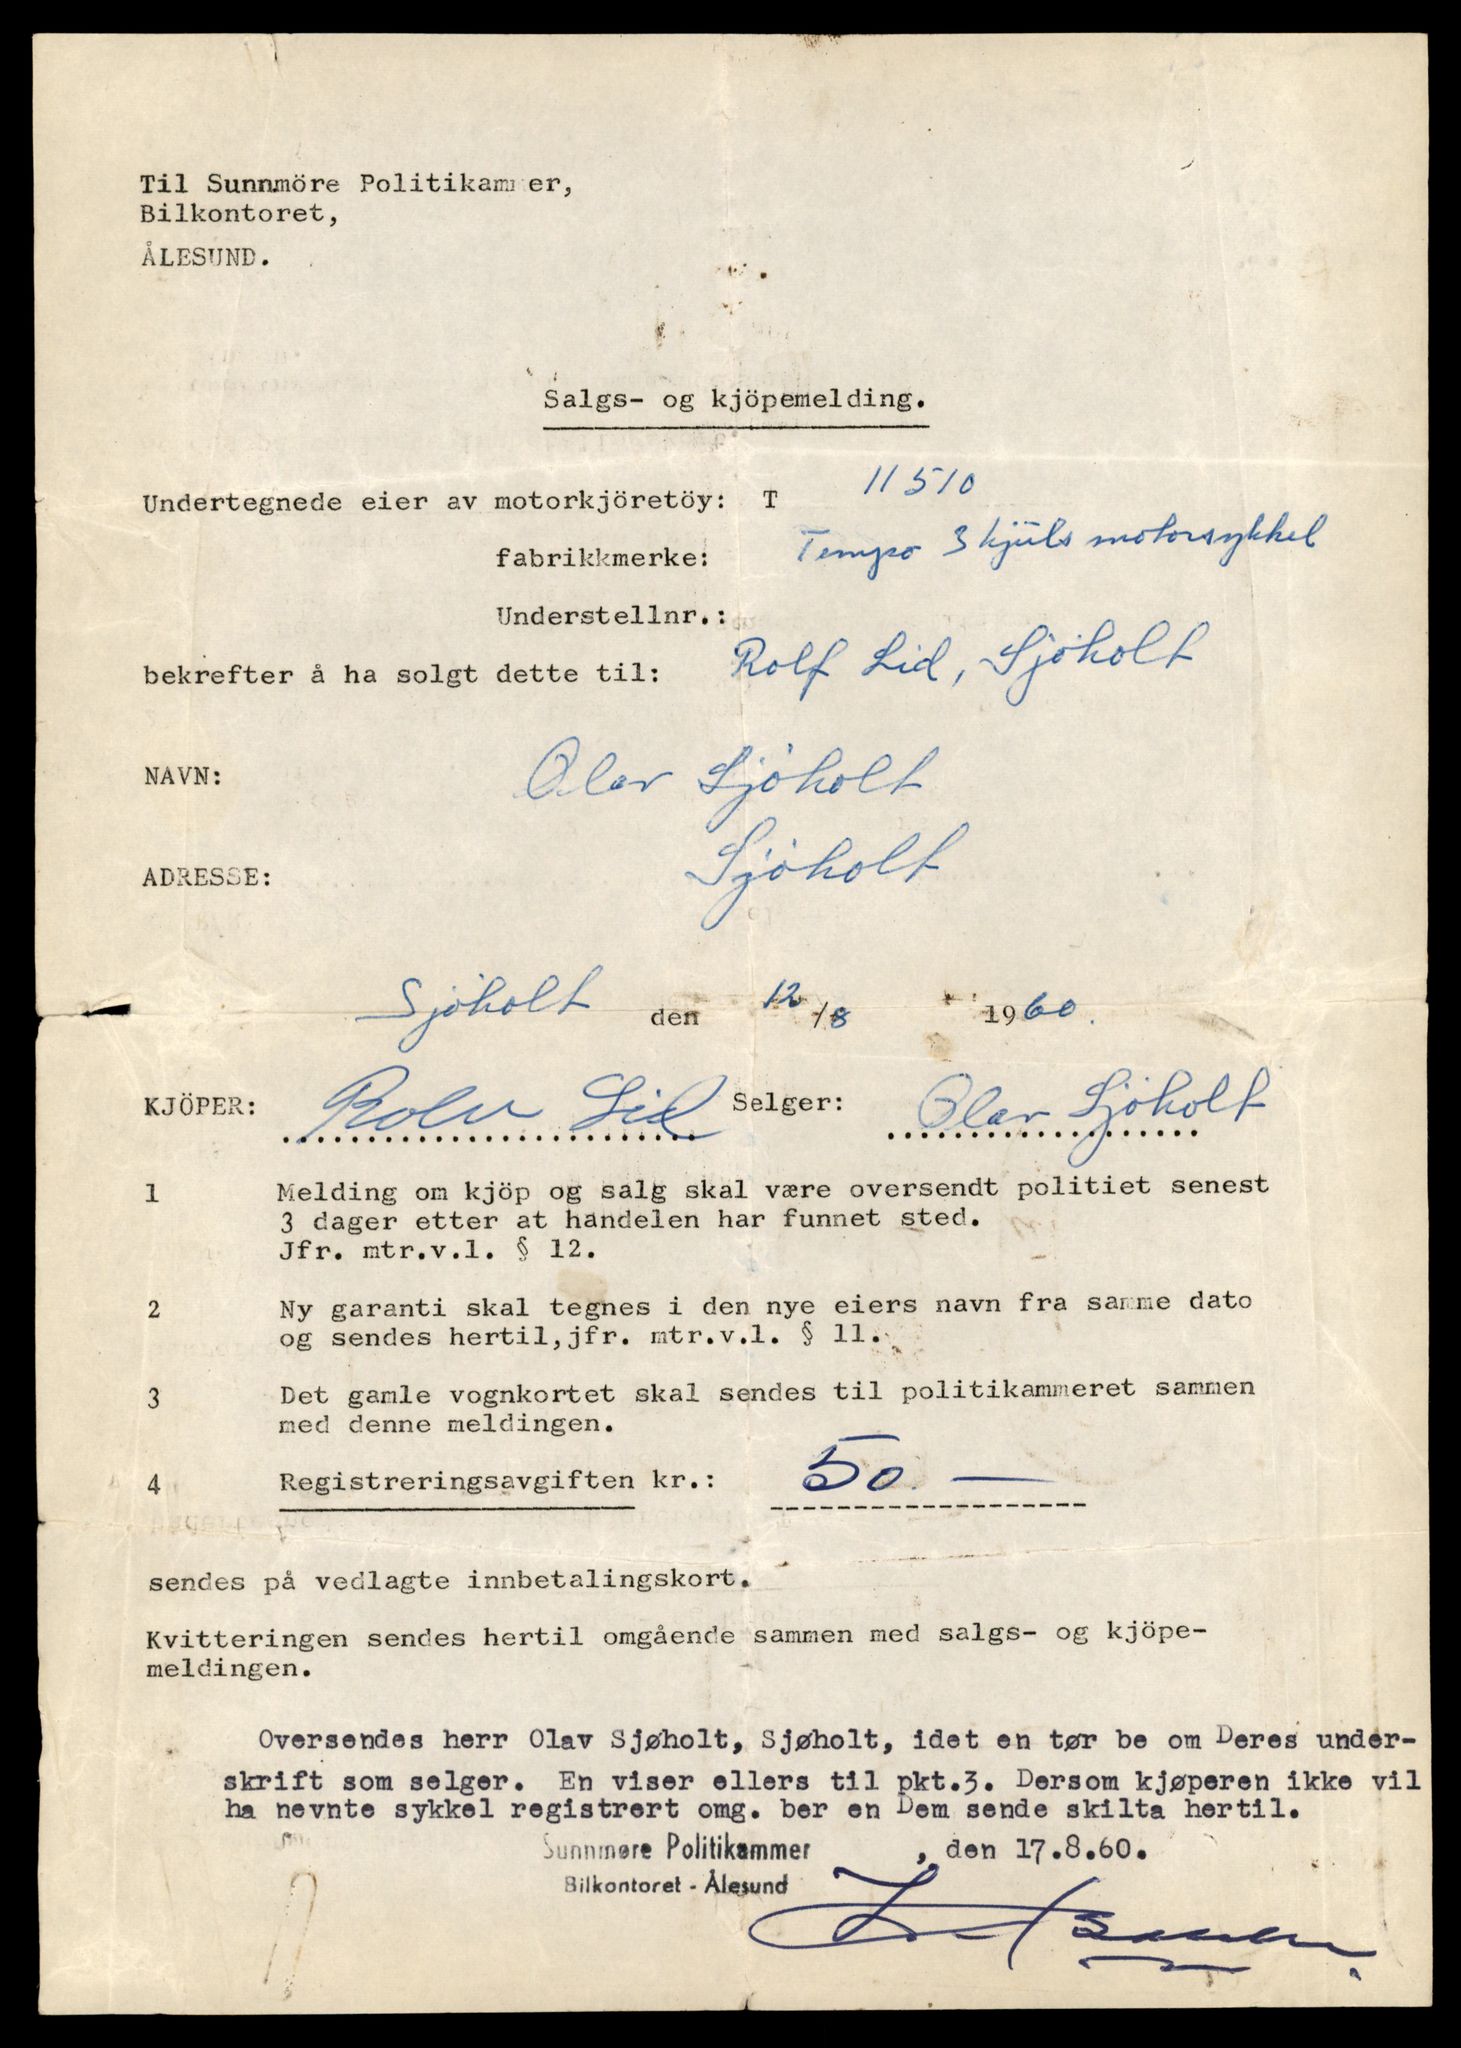 Til Sunnmöre Politikammer,
Bilkontoret,
ÅLESUND.
Salgs- og kjöpemelding.
Undertegnede eier av motorkjöretöy: T 11510
fabrikkmerke: Tempo 3 hjuls motorsykkel
Understellnr.:
bekrefter å ha solgt dette til: Rolf Lid, Sjøholt
NAVN: Olav Sjøholt
ADRESSE: Sjøholt
Sjøholt den 12/8 1960.
KJÖPER: Rolv Lid Selger: Olav Sjøholt
1 Melding om kjöp og salg skal være oversendt politiet senest
3 dager etter at handelen har funnet sted.
Jfr. mtr.v.l. § 12.
2 Ny garanti skal tegnes i den nye eiers navn fra samme dato
og sendes hertil,jfr. mtr.v.l. § 11.
3 Det gamle vognkortet skal sendes til politikammeret sammen
med denne meldingen.
4 Registreringsavgiften kr.: 50.—
sendes på vedlagte innbetalingskort.
Kvitteringen sendes hertil omgående sammen med salgs- og kjöpe-
meldingen.
Oversendes herr Olav Sjøholt, Sjøholt, idet en tør be om Deres under-
skrift som selger. En viser ellers til pkt.3. Dersom kjøperen ikke vil
ha nevnte sykkel registrert omg. ber en Dem sende skilta hertil.
Sunnmøre Politikammer , den 17.8.60.
Bilkontoret - Ålesund